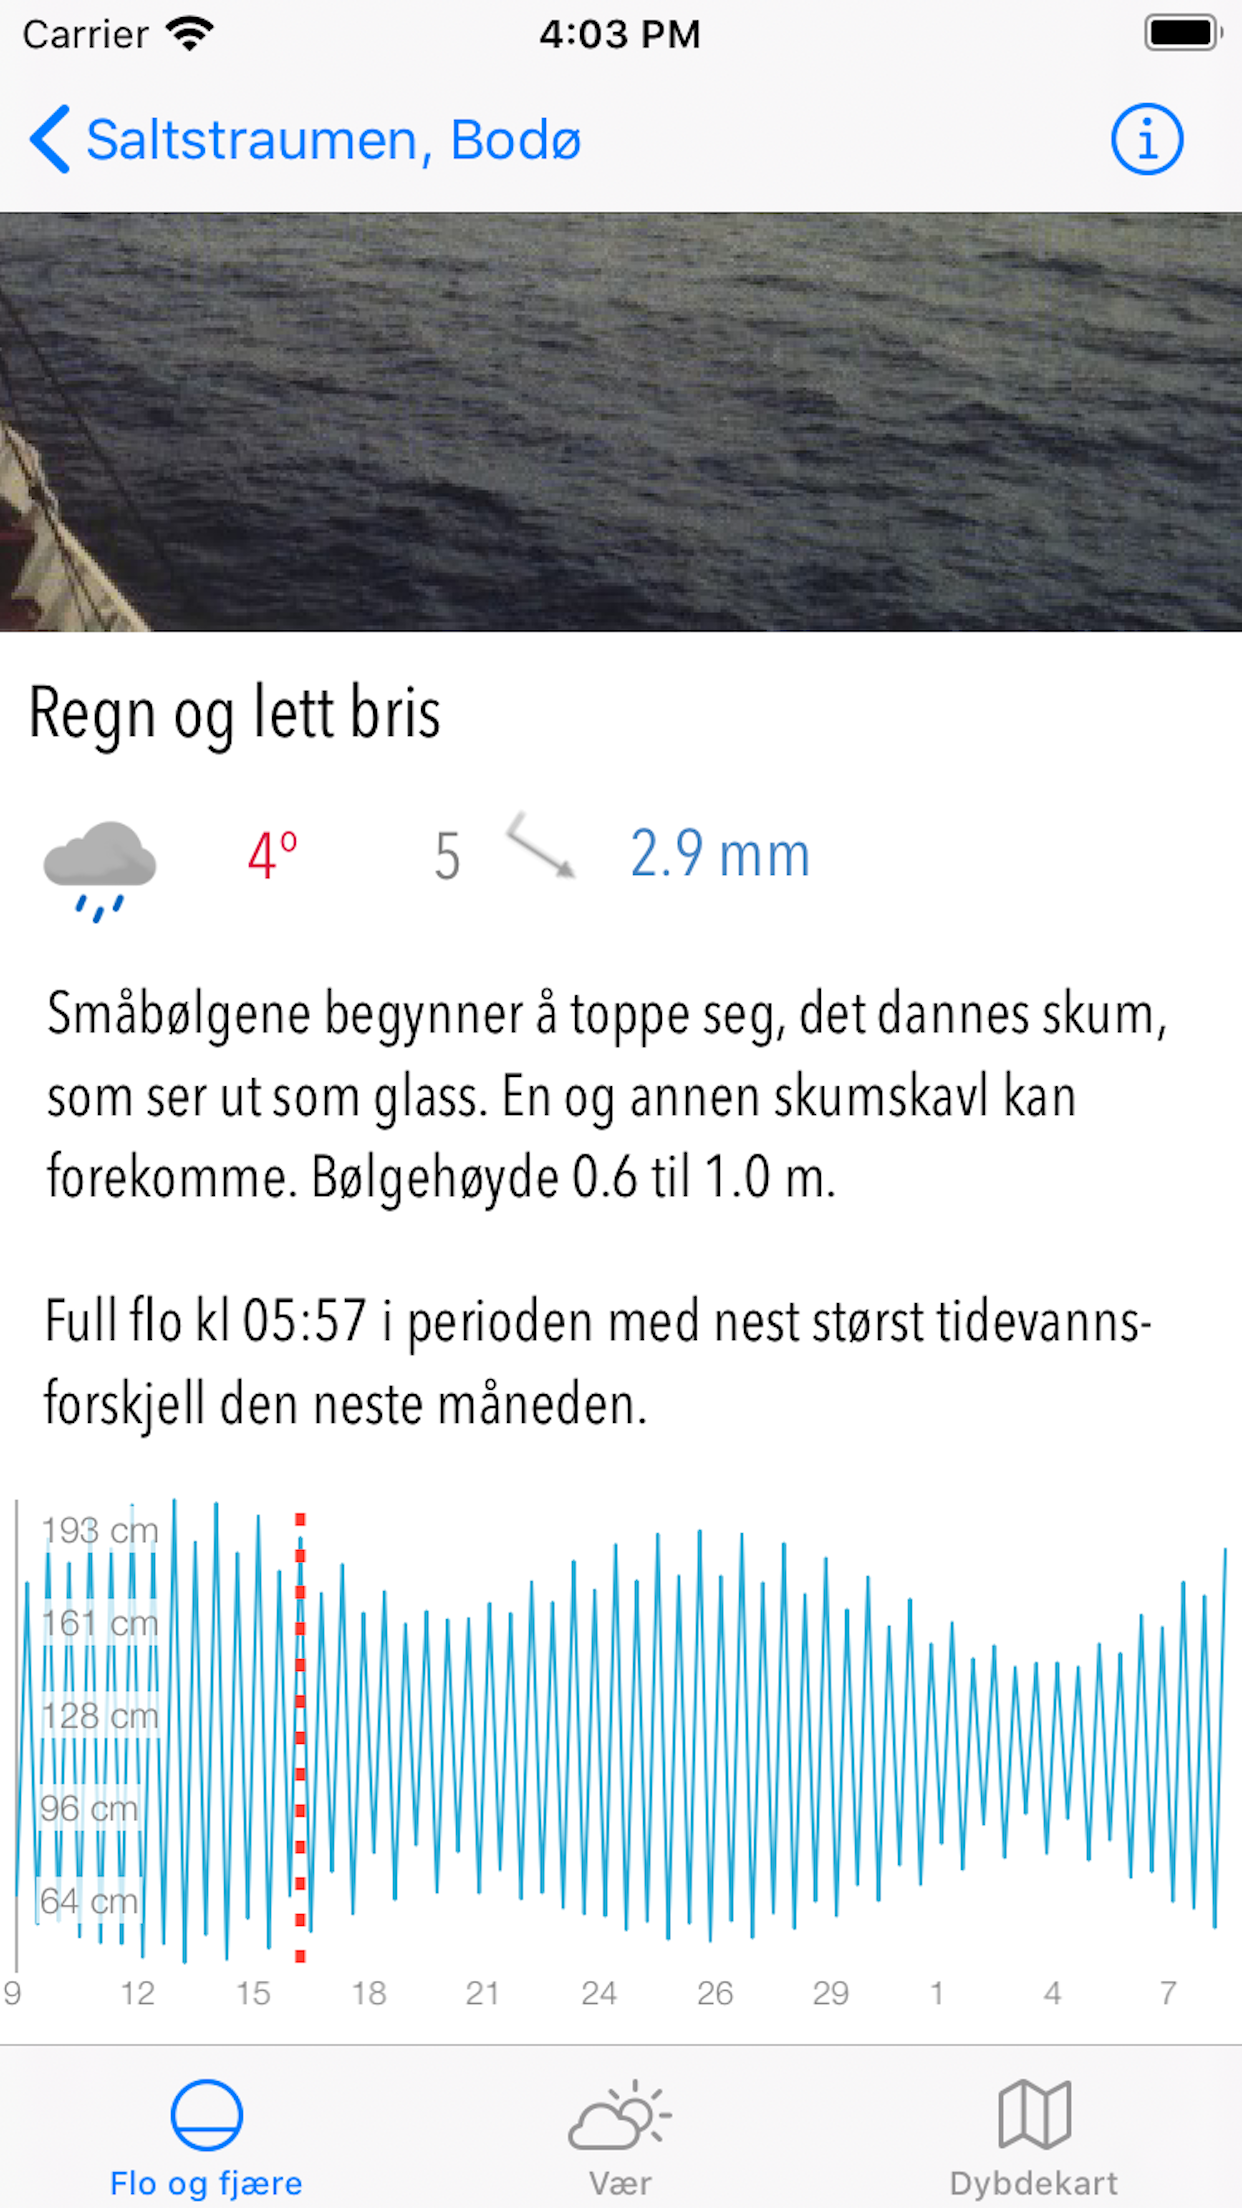 Carrier 4:03 PM
Saltstraumen, Bodø
Regn og lett bris
4° 5 2.9 mm
Småbølgene begynner å toppe seg, det dannes skum,
som ser ut som glass. En og annen skumskavl kan
forekomme. Bølgehøyde 0.6 til 1.0 m.
Full flo kl 05:57 i perioden med nest størst tidevanns-
forskjell den neste måneden.
193 cm
161 cm
128 cm
96 cm
64 cm
9 12 15 18 21 24 26 29 1 4 7
Flo og fjære Vær Dybdekart